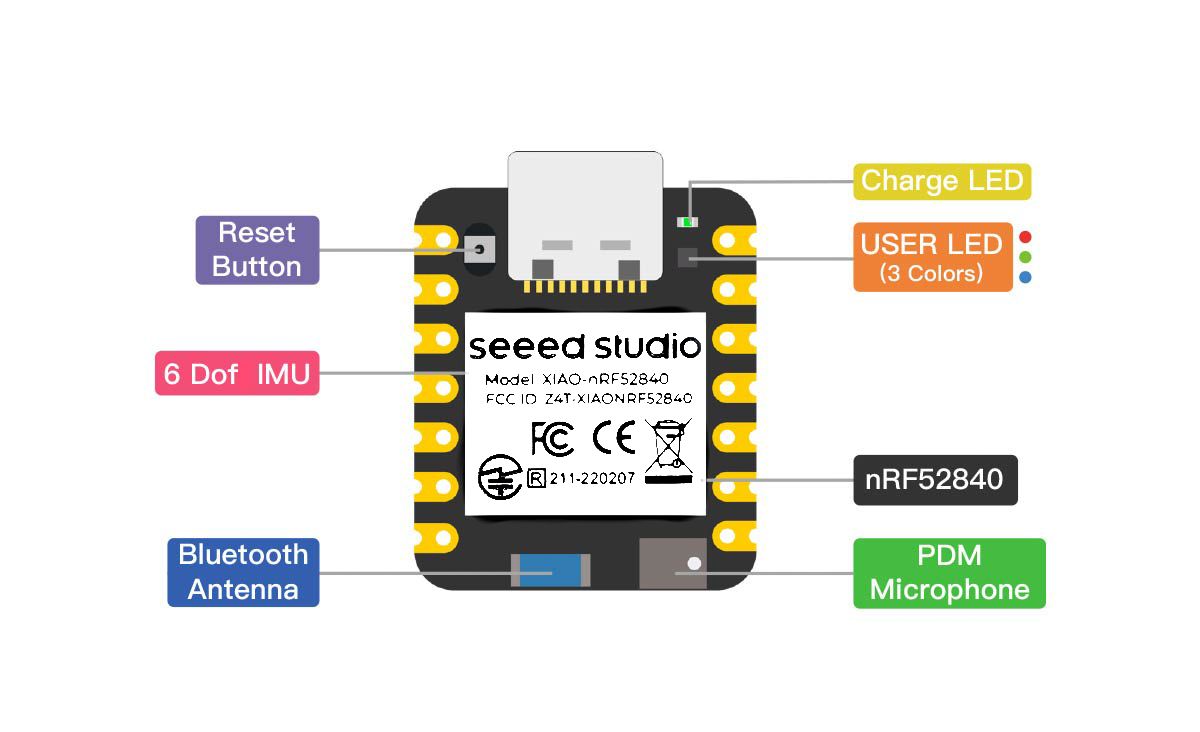 Charge LED
Reset
Button
USER LED
(3 Colors)
seeed studio
Model XIAO-nRF52840
FCC ID Z4T-XIAONRF52840
6 Dof IMU
FC CE
R 211-220207
nRF52840
Bluetooth
Antenna
PDM
Microphone